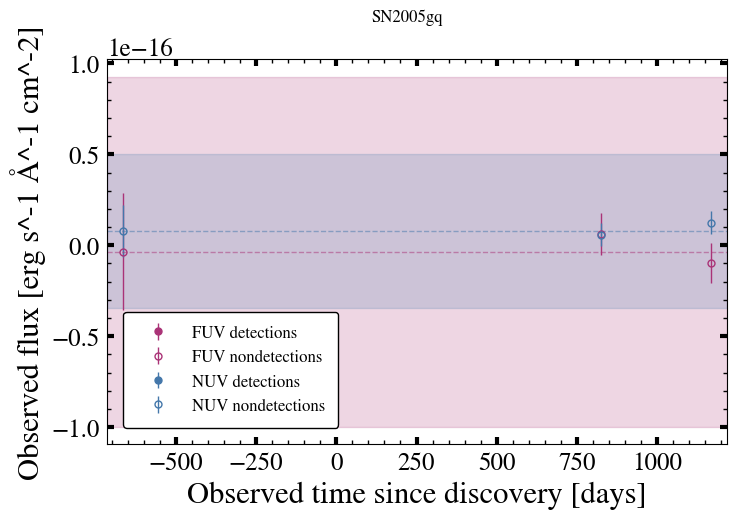 SN2005gq
1e−16
1.0
0.5
0.0
−0.5
−1.0
Observed flux [erg s^-1 Å^-1 cm^-2]
FUV detections
FUV nondetections
NUV detections
NUV nondetections
−500 −250 0 250 500 750 1000
Observed time since discovery [days]